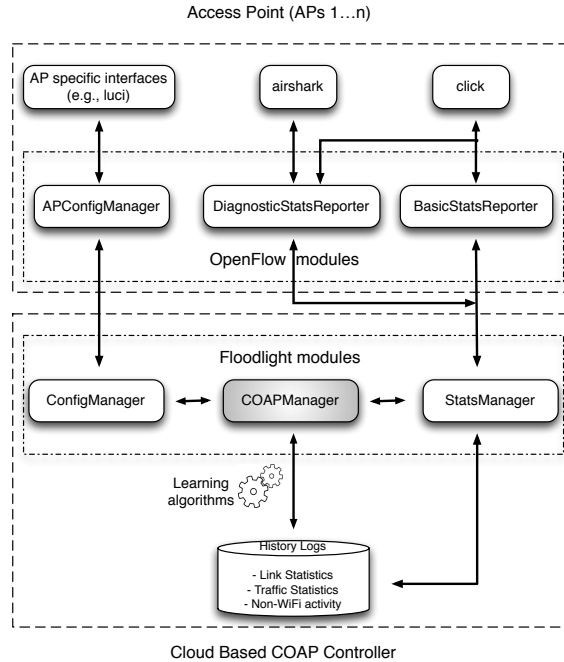 Access Point (APs 1...n)
AP specific interfaces
(e.g., luci)
airshark
click
APConfigManager
DiagnosticStatsReporter
BasicStatsReporter
OpenFlow modules
Floodlight modules
ConfigManager
COAPManager
StatsManager
Learning
algorithms
History Logs
- Link Statistics
- Traffic Statistics
- Non-WiFi activity
Cloud Based COAP Controller